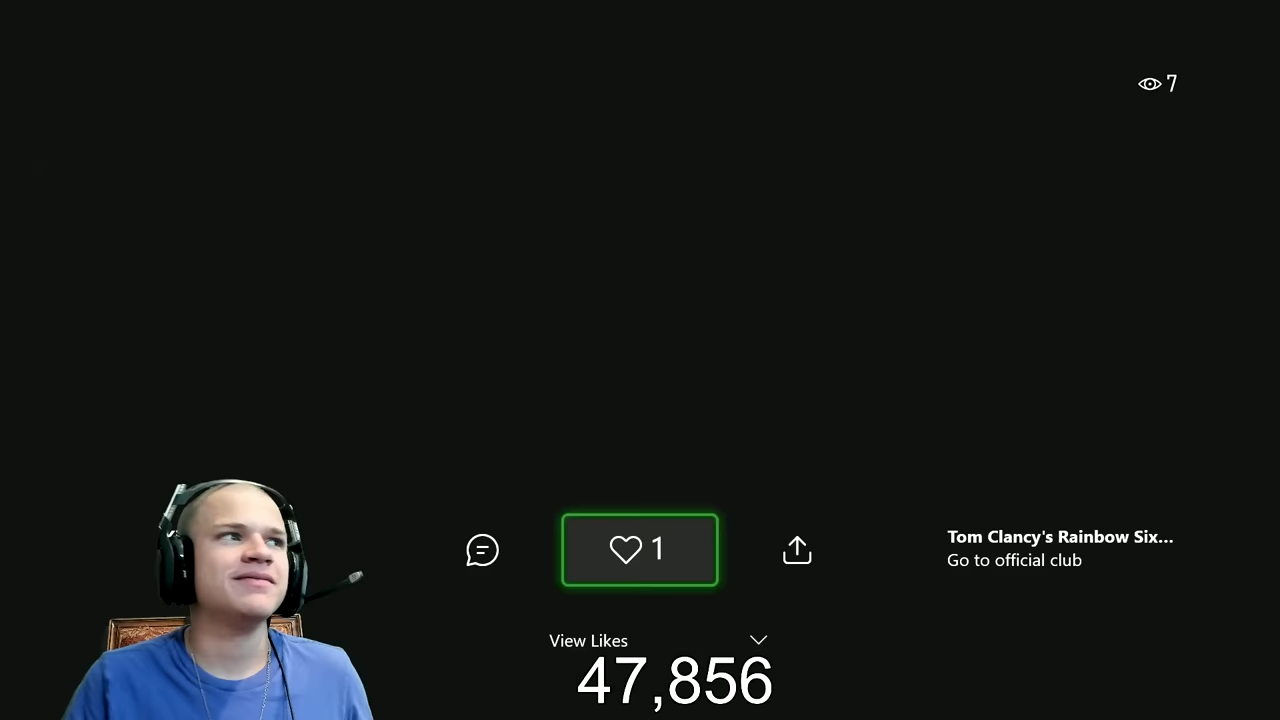 7
1
Tom Clancy's Rainbow Six...
Go to official club
View Likes
47,856